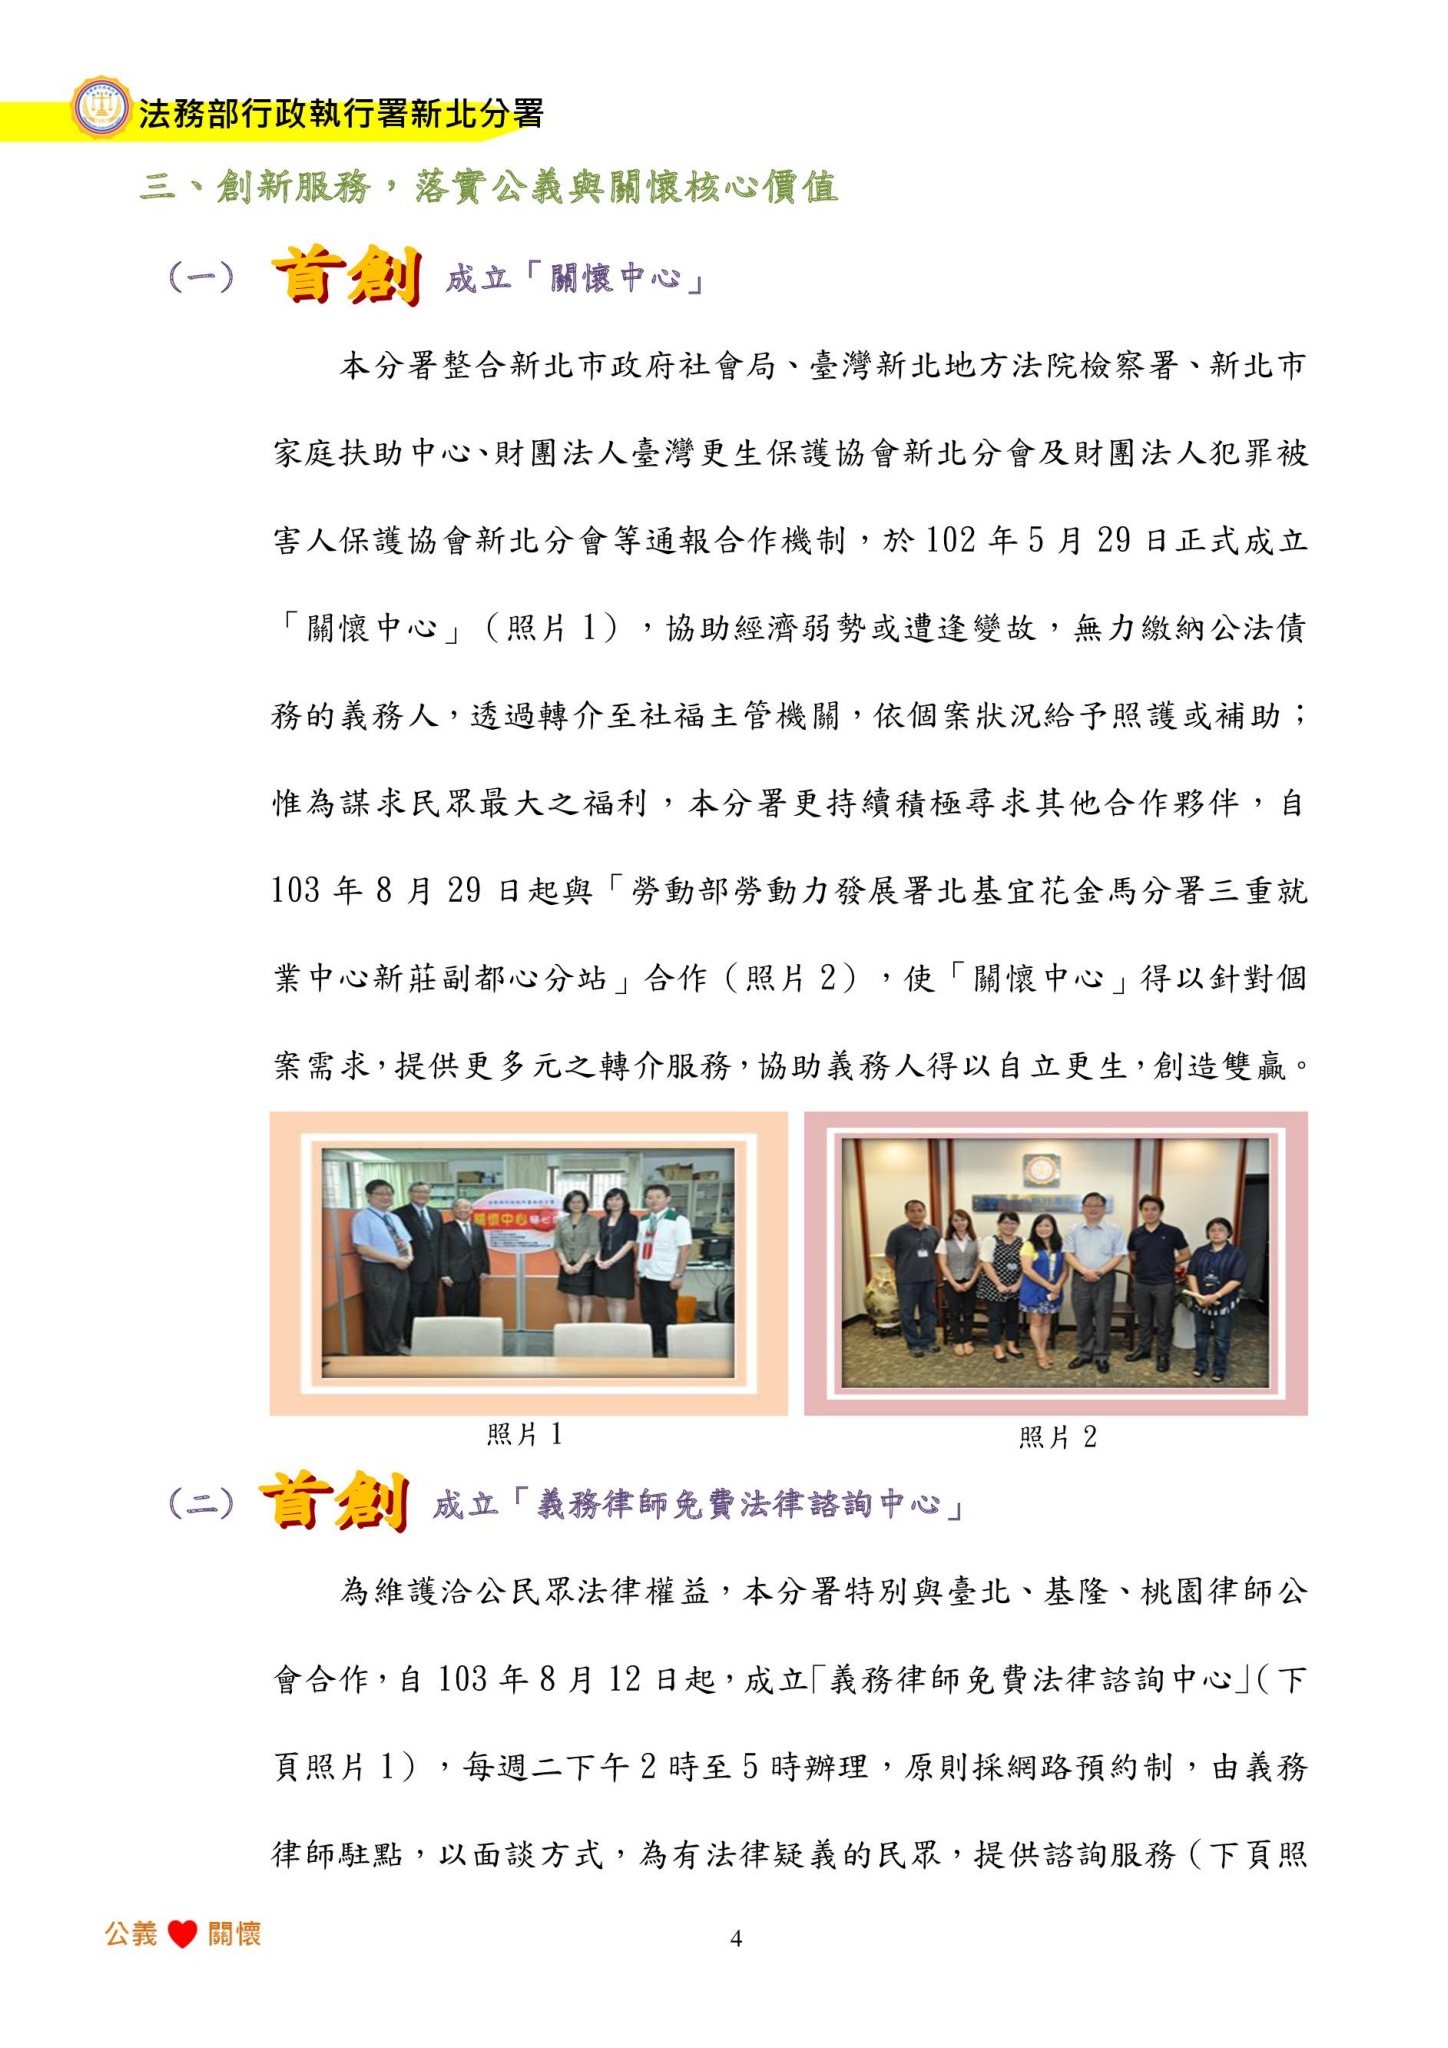 法務部行政執行署新北分署
三、創新服務，落實公義與關懷核心價值
（一） 首創 成立「關懷中心」
本分署整合新北市政府社會局、臺灣新北地方法院檢察署、新北市
家庭扶助中心、財團法人臺灣更生保護協會新北分會及財團法人犯罪被
害人保護協會新北分會等通報合作機制，於 102 年 5 月 29 日正式成立
「關懷中心」（照片 1），協助經濟弱勢或遭逢變故，無力繳納公法債
務的義務人，透過轉介至社福主管機關，依個案狀況給予照護或補助；
惟為謀求民眾最大之福利，本分署更持續積極尋求其他合作夥伴，自
103 年 8 月 29 日起與「勞動部勞動力發展署北基宜花金馬分署三重就
業中心新莊副都心分站」合作（照片 2），使「關懷中心」得以針對個
案需求，提供更多元之轉介服務，協助義務人得以自立更生，創造雙贏。
關懷中心
照片 1
照片 2
（二） 首創 成立「義務律師免費法律諮詢中心」
為維護洽公民眾法律權益，本分署特別與臺北、基隆、桃園律師公
會合作，自 103 年 8 月 12 日起，成立「義務律師免費法律諮詢中心」（下
頁照片 1），每週二下午 2 時至 5 時辦理，原則採網路預約制，由義務
律師駐點，以面談方式，為有法律疑義的民眾，提供諮詢服務（下頁照
公義 ♥ 關懷
4